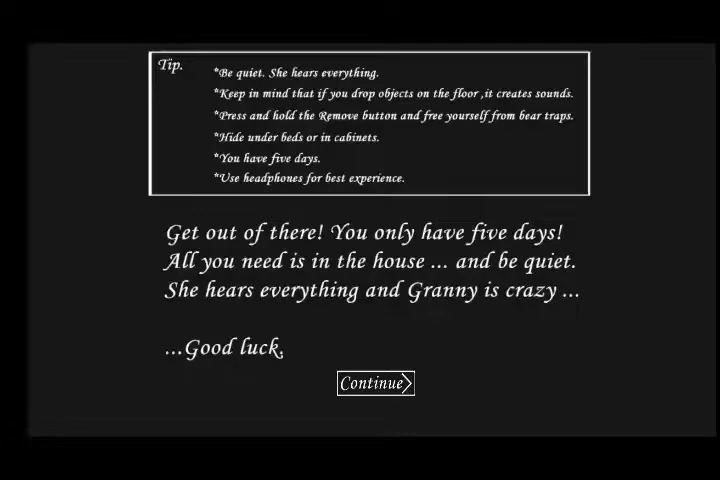 Tip.
*Be quiet. She hears everything.
*Keep in mind that if you drop objects on the floor ,it creates sounds.
*Press and hold the Remove button and free yourself from bear traps.
*Hide under beds or in cabinets.
*You have five days.
*Use headphones for best experience.
Get out of there! You only have five days!
All you need is in the house ... and be quiet.
She hears everything and Granny is crazy ...
...Good luck.
Continue